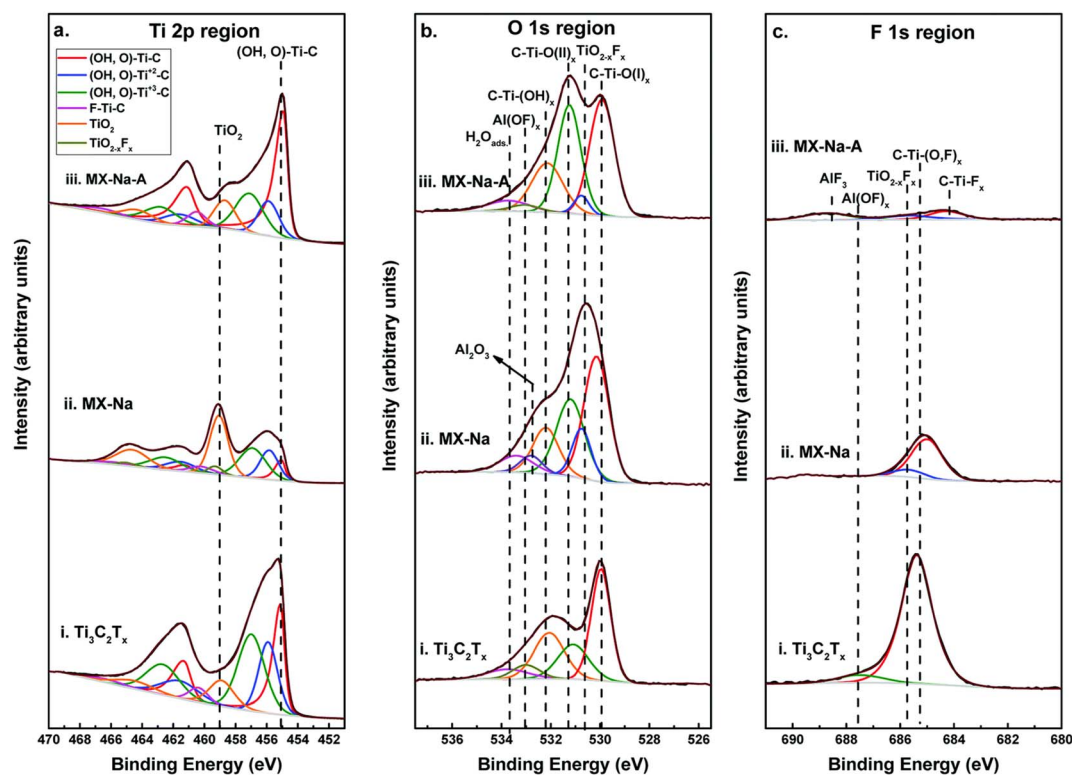 a.
Ti 2p region
(OH, O)-Ti-C
(OH, O)-Ti⁺²-C
(OH, O)-Ti⁺³-C
F-Ti-C
TiO₂
TiO₂₋ₓFₓ
(OH, O)-Ti-C
TiO₂
iii. MX-Na-A
ii. MX-Na
i. Ti₃C₂Tₓ
Intensity (arbitrary units)
470 468 466 464 462 460 458 456 454 452
Binding Energy (eV)
b.
O 1s region
C-Ti-O(II)ₓ
TiO₂₋ₓFₓ
C-Ti-O(I)ₓ
C-Ti-(OH)ₓ
Al(OF)ₓ
H₂Oads.
iii. MX-Na-A
Al₂O₃
ii. MX-Na
i. Ti₃C₂Tₓ
Intensity (arbitrary units)
536 534 532 530 528 526
Binding Energy (eV)
c.
F 1s region
iii. MX-Na-A
C-Ti-(O,F)ₓ
TiO₂₋ₓFₓ
AlF₃
C-Ti-Fₓ
Al(OF)ₓ
ii. MX-Na
i. Ti₃C₂Tₓ
Intensity (arbitrary units)
690 688 686 684 682 680
Binding Energy (eV)